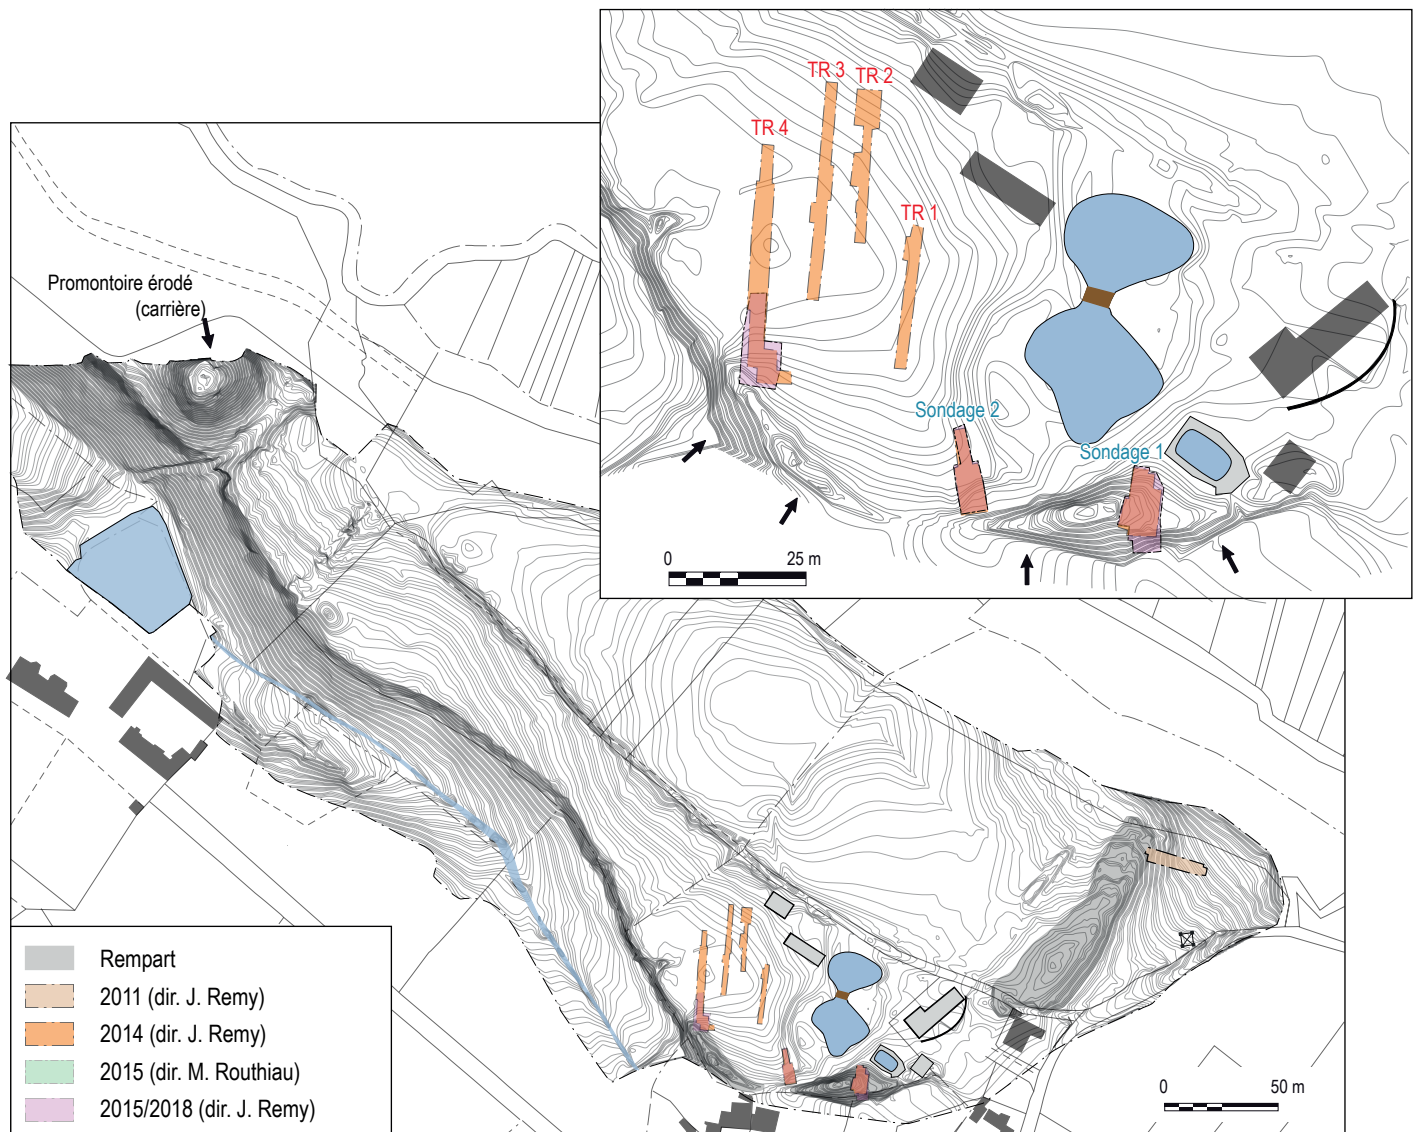 TR 3
TR 2
TR 4
TR 1
Sondage 2
Sondage 1
0 25 m
Promontoire érodé
(carrière)
Rempart
2011 (dir. J. Remy)
2014 (dir. J. Remy)
2015 (dir. M. Routhiau)
2015/2018 (dir. J. Remy)
0 50 m